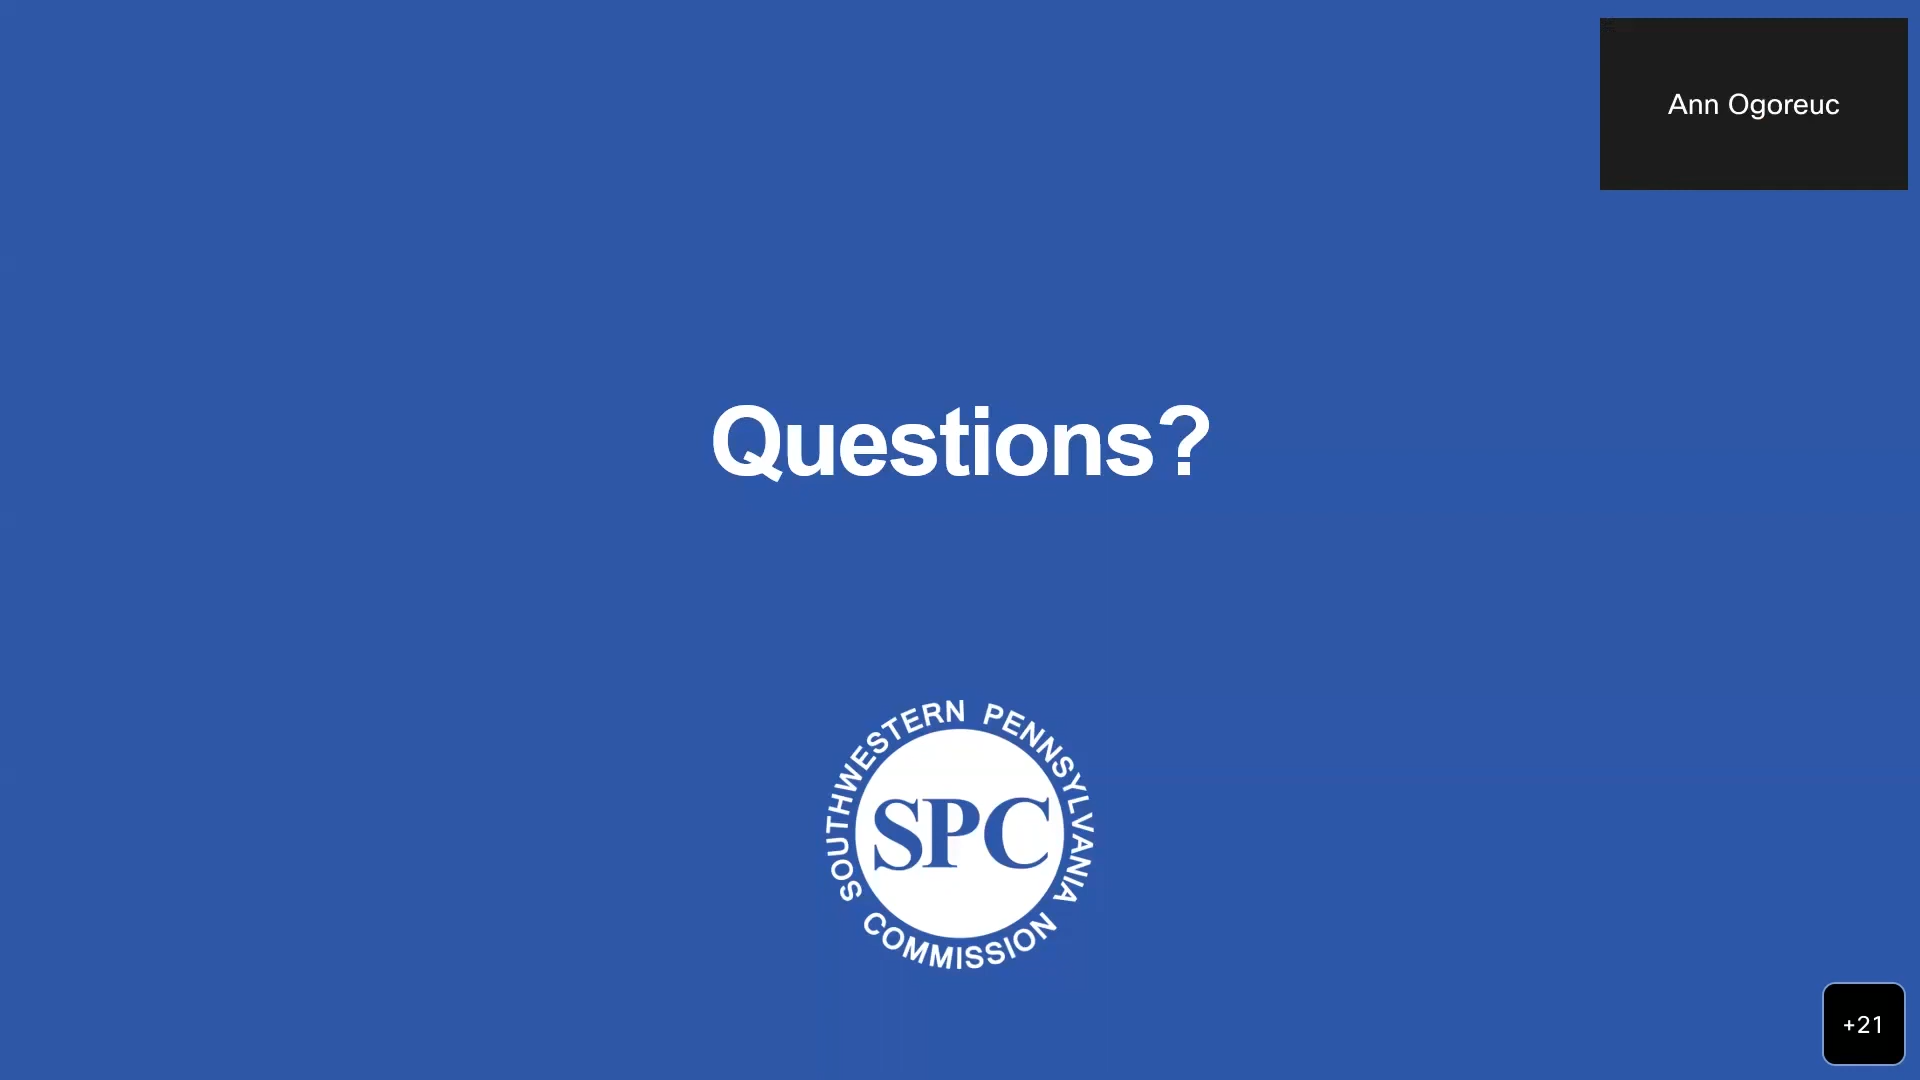 Ann Ogoreuc
Questions?
SOUTHWESTERN PENNSYLVANIA
SPC
COMMISSION
+21